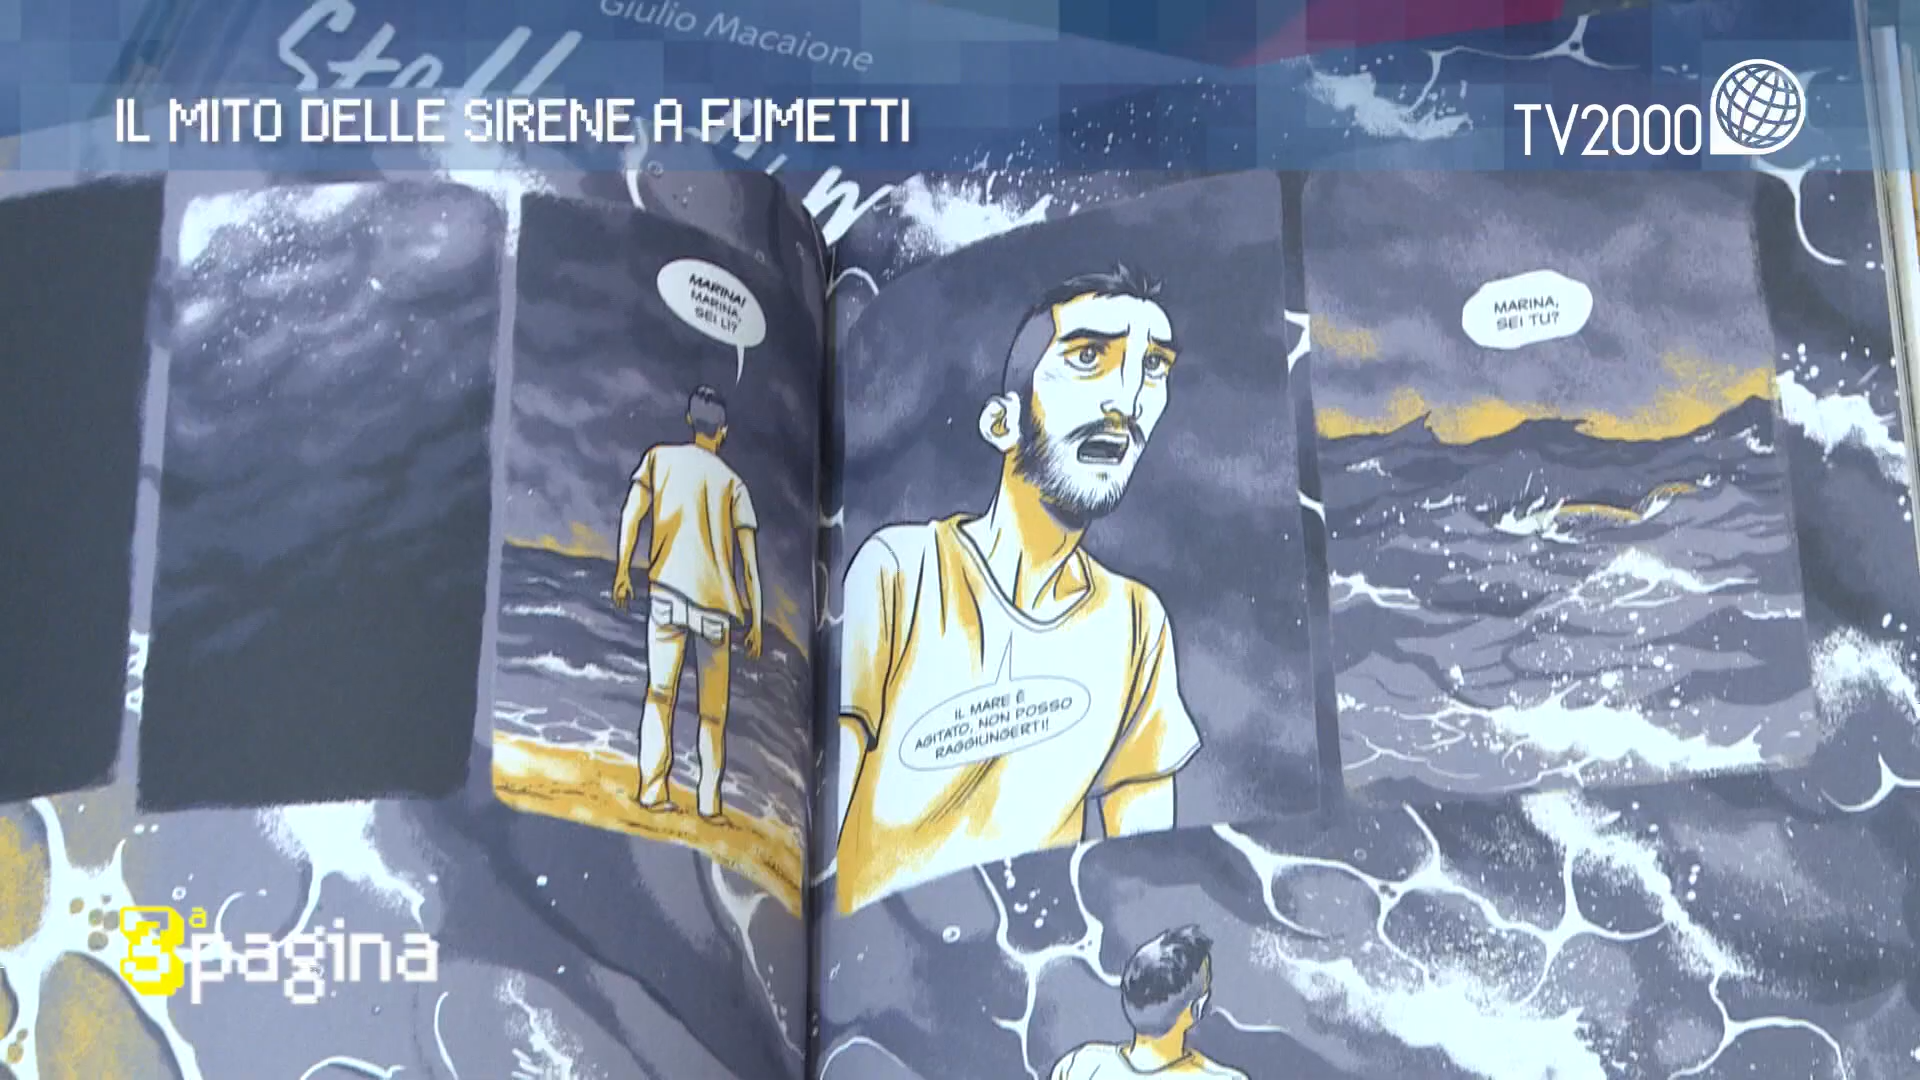 Giulio Macaione
Stella
IL MITO DELLE SIRENE A FUMETTI
TV2000
MARINA!
MARINA,
SEI LÌ?
MARINA,
SEI TU?
IL MARE È
AGITATO, NON POSSO
RAGGIUNGERTI!
3ª
pagina